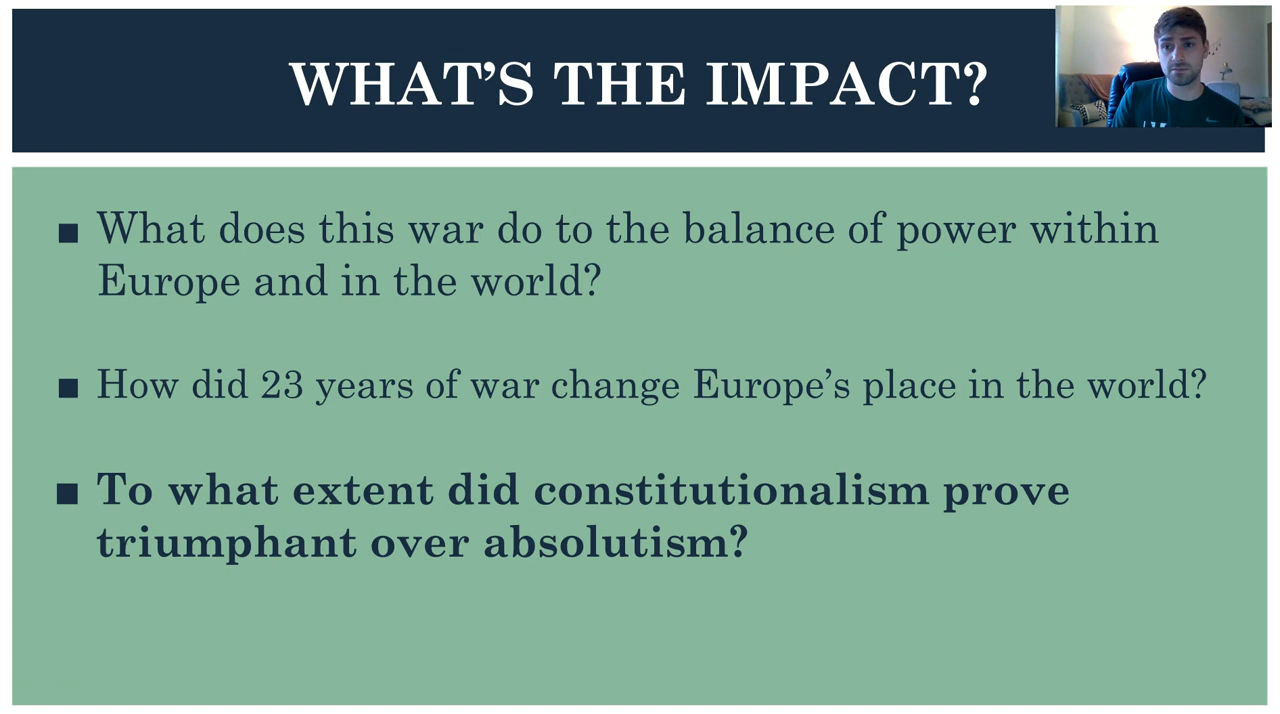 WHAT’S THE IMPACT?
■ What does this war do to the balance of power within
Europe and in the world?
■ How did 23 years of war change Europe’s place in the world?
■ To what extent did constitutionalism prove
triumphant over absolutism?